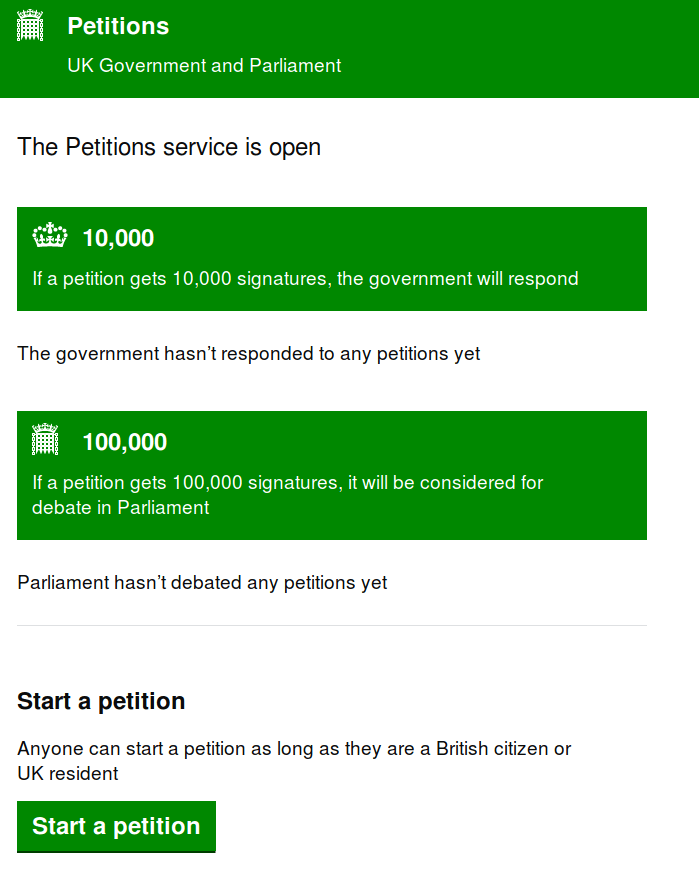 Petitions
UK Government and Parliament
The Petitions service is open
10,000
If a petition gets 10,000 signatures, the government will respond
The government hasn’t responded to any petitions yet
100,000
If a petition gets 100,000 signatures, it will be considered for
debate in Parliament
Parliament hasn’t debated any petitions yet
Start a petition
Anyone can start a petition as long as they are a British citizen or
UK resident
Start a petition